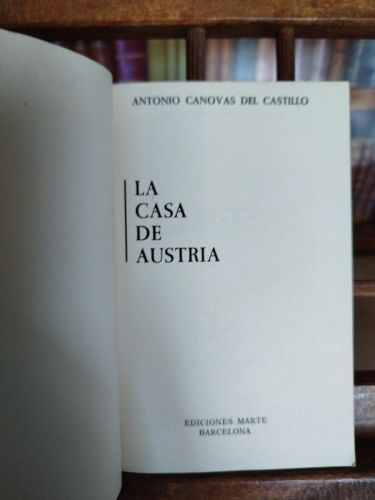 ANTONIO CANOVAS DEL CASTILLO
LA
CASA
DE
AUSTRIA
EDICIONES MARTE
BARCELONA